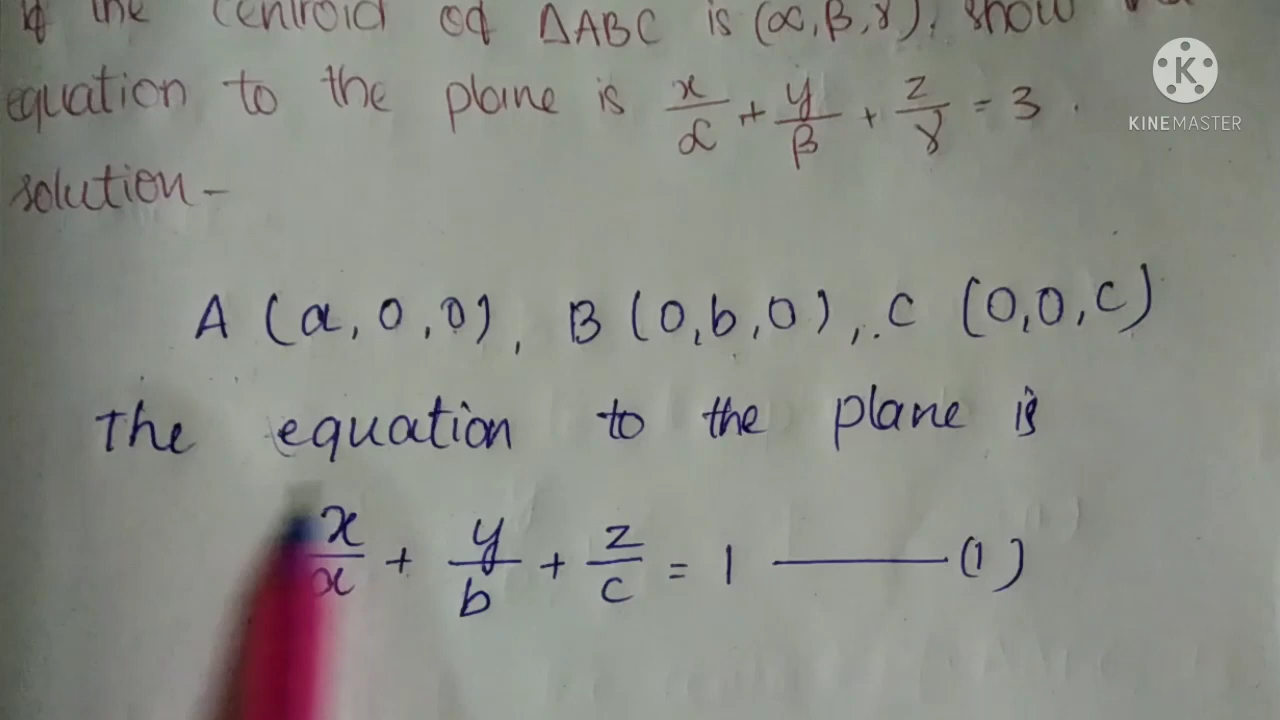 the centroid of ΔABC is (α, β, γ), show
equation to the plane is x/α + y/β + z/γ = 3.
KINEMASTER
solution -
A (a, 0, 0), B (0, b, 0), C (0, 0, c)
The equation to the plane is
x/x + y/b + z/c = 1 ——— (1)